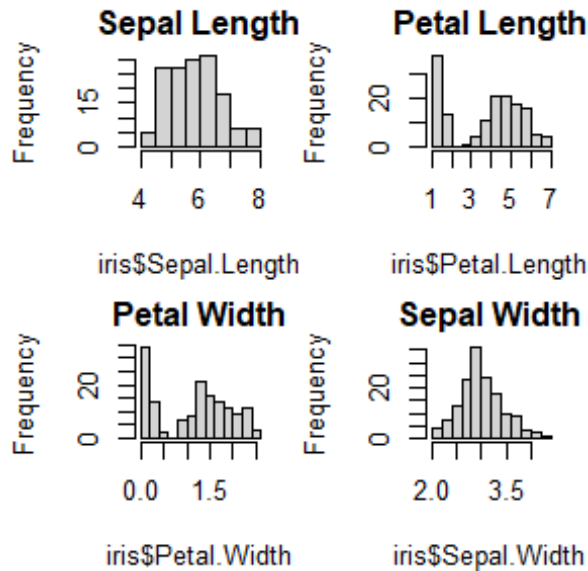 Sepal Length
Frequency
0 15
4 6 8
iris$Sepal.Length
Petal Length
Frequency
0 20
1 3 5 7
iris$Petal.Length
Petal Width
Frequency
0 20
0.0 1.5
iris$Petal.Width
Sepal Width
Frequency
0 20
2.0 3.5
iris$Sepal.Width